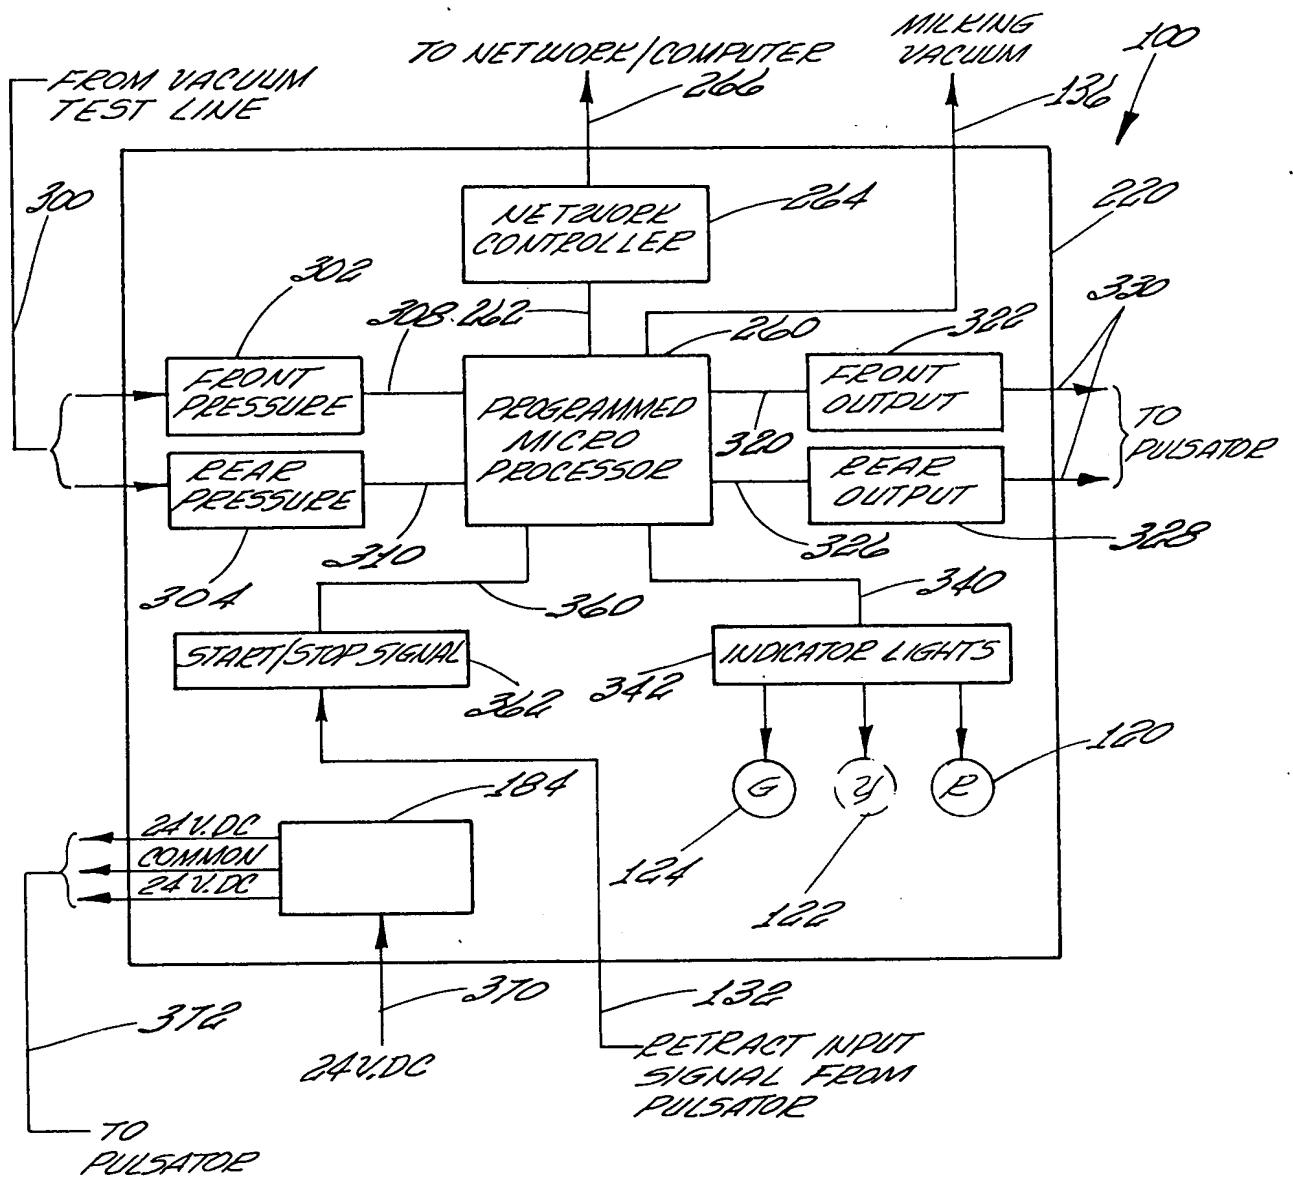 MILKING
VACUUM
TO NETWORK/COMPUTER
100
FROM VACUUM
TEST LINE
266
136
300
NETWORK
CONTROLLER
264
220
302
308
262
260
322
330
FRONT
PRESSURE
PROGRAMMED
MICRO
PROCESSOR
FRONT
OUTPUT
320
TO
PULSATOR
REAR
PRESSURE
REAR
OUTPUT
310
326
328
304
360
340
START/STOP SIGNAL
362
INDICATOR LIGHTS
342
120
G
Y
R
184
24V.DC
COMMON
24V.DC
124
122
372
370
132
24V.DC
RETRACT INPUT
SIGNAL FROM
PULSATOR
TO
PULSATOR